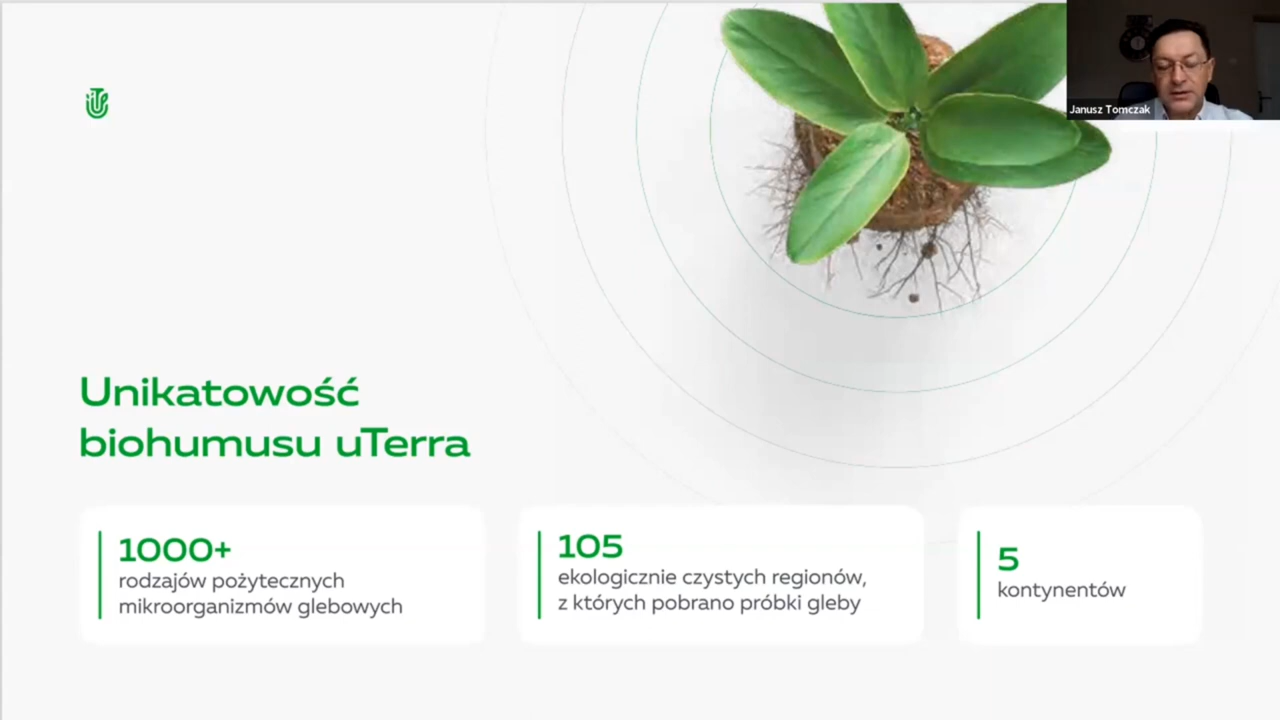 Janusz Tomczak
Unikatowość
biohumusu uTerra
1000+
rodzajów pożytecznych
mikroorganizmów glebowych
105
ekologicznie czystych regionów,
z których pobrano próbki gleby
5
kontynentów